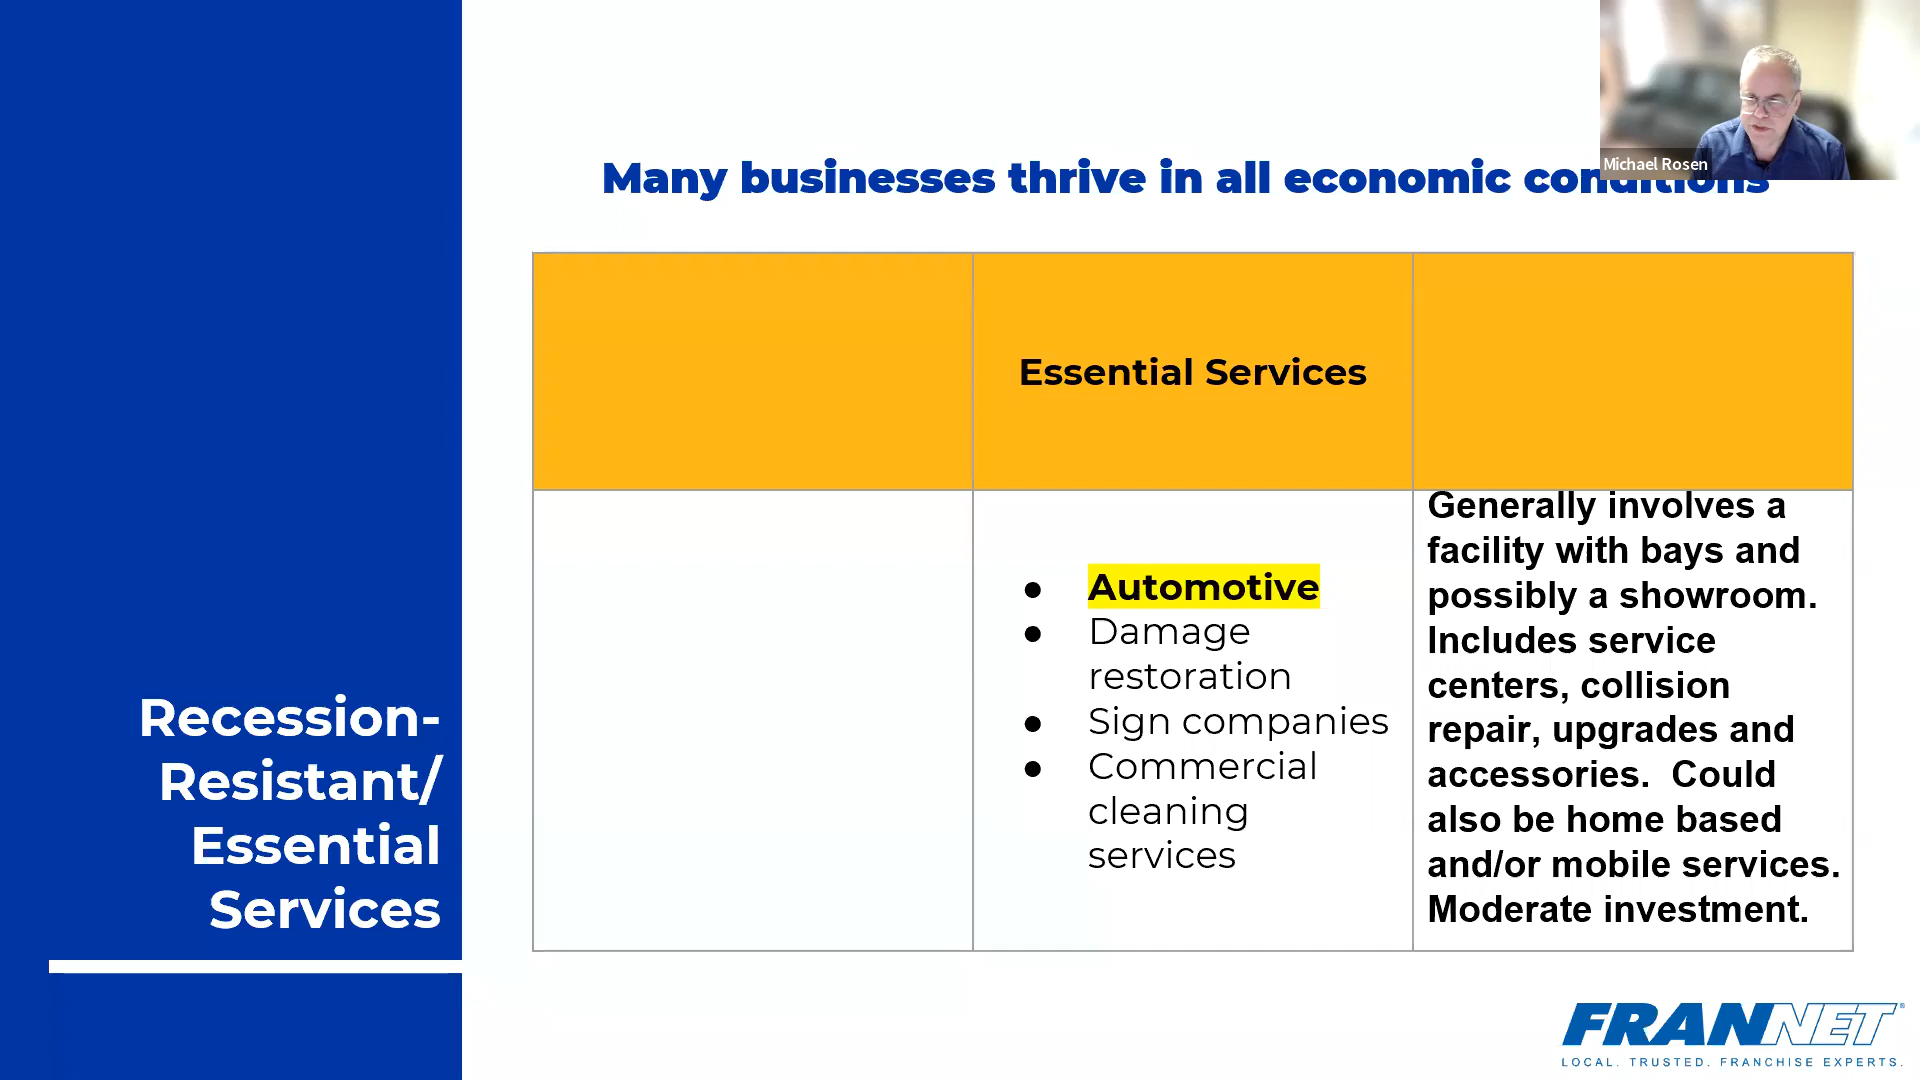 Michael Rosen
Many businesses thrive in all economic conditions
Essential Services
● Automotive
● Damage
restoration
● Sign companies
● Commercial
cleaning
services
Generally involves a
facility with bays and
possibly a showroom.
Includes service
centers, collision
repair, upgrades and
accessories.  Could
also be home based
and/or mobile services.
Moderate investment.
Recession-
Resistant/
Essential
Services
FRANNET®
LOCAL. TRUSTED. FRANCHISE EXPERTS.